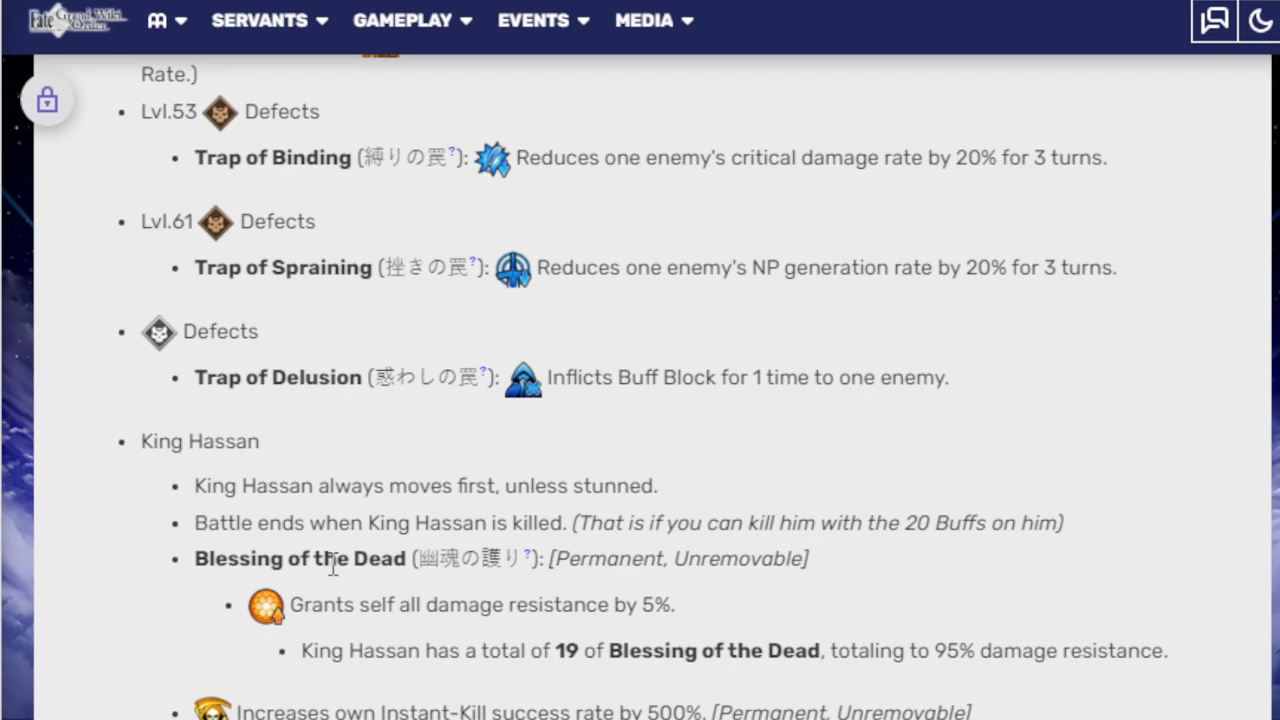 Fate Grand Wiki Order
SERVANTS GAMEPLAY EVENTS MEDIA
Rate.)
Lvl.53 Defects
Trap of Binding (縛りの罠?): Reduces one enemy's critical damage rate by 20% for 3 turns.
Lvl.61 Defects
Trap of Spraining (挫きの罠?): Reduces one enemy's NP generation rate by 20% for 3 turns.
Defects
Trap of Delusion (惑わしの罠?): Inflicts Buff Block for 1 time to one enemy.
King Hassan
King Hassan always moves first, unless stunned.
Battle ends when King Hassan is killed. (That is if you can kill him with the 20 Buffs on him)
Blessing of the Dead (幽魂の護り?): [Permanent, Unremovable]
Grants self all damage resistance by 5%.
King Hassan has a total of 19 of Blessing of the Dead, totaling to 95% damage resistance.
Increases own Instant-Kill success rate by 500%. [Permanent, Unremovable]